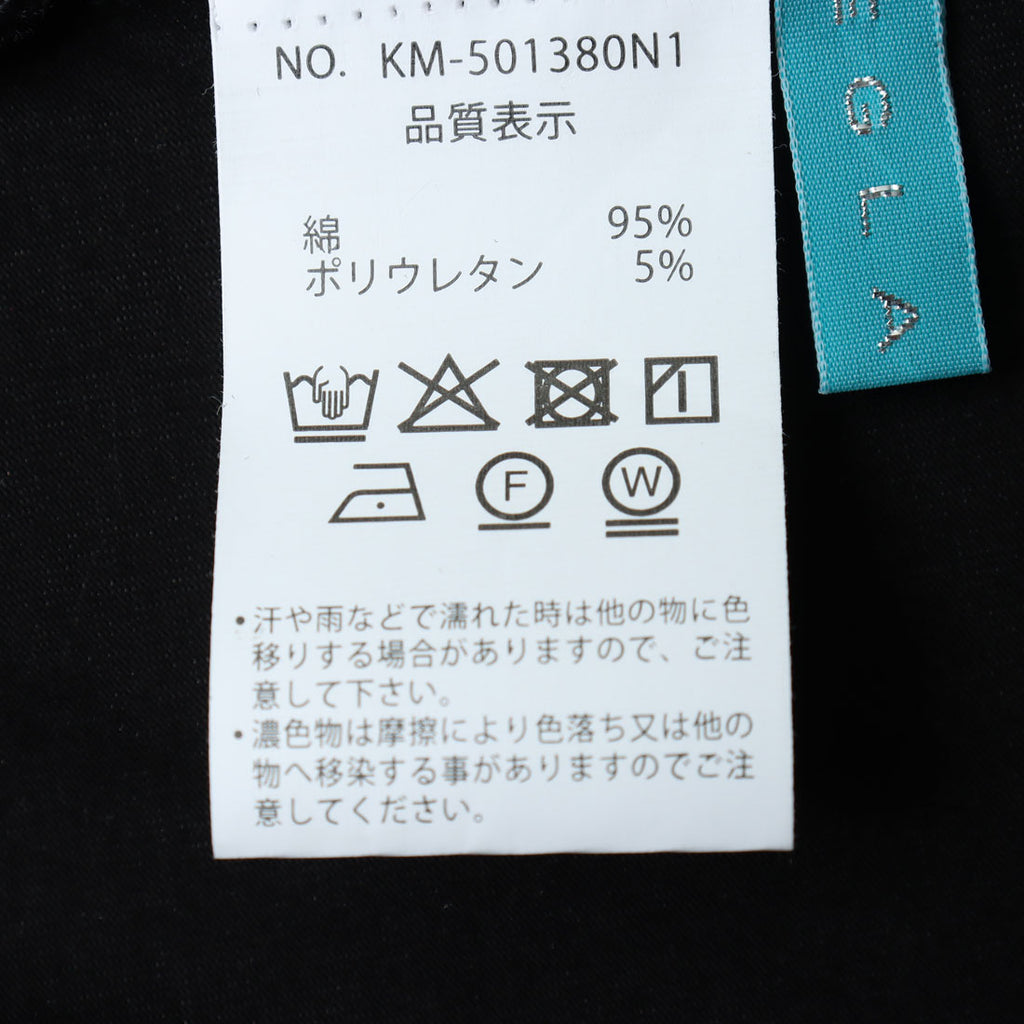 NO. KM-501380N1
品質表示
綿 95%
ポリウレタン 5%
F W
•汗や雨などで濡れた時は他の物に色
移りする場合がありますので、ご注
意して下さい。
•濃色物は摩擦により色落ち又は他の
物へ移染する事がありますのでご注
意してください。
EGLA